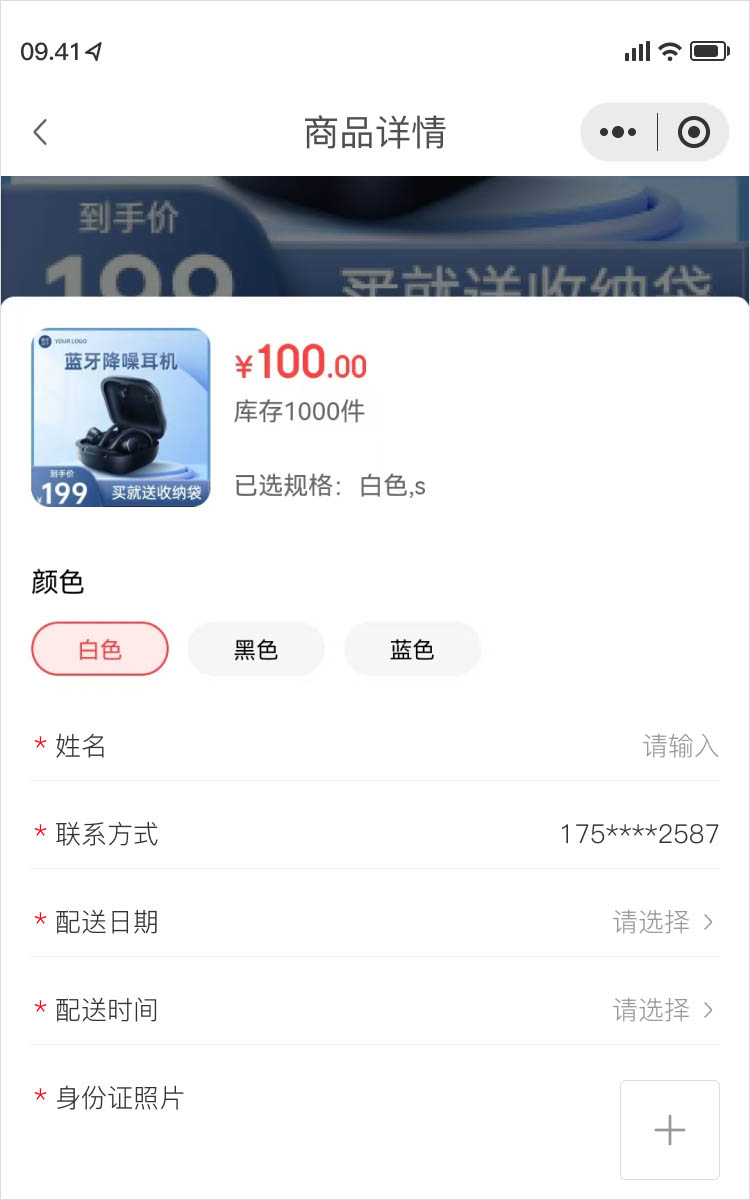 09.41
商品详情
到手价
199
买就送收纳袋
YOUR LOGO
蓝牙降噪耳机
到手价
¥199
买就送收纳袋
¥100.00
库存1000件
已选规格：白色,s
颜色
白色
黑色
蓝色
* 姓名 请输入
* 联系方式 175****2587
* 配送日期 请选择
* 配送时间 请选择
* 身份证照片